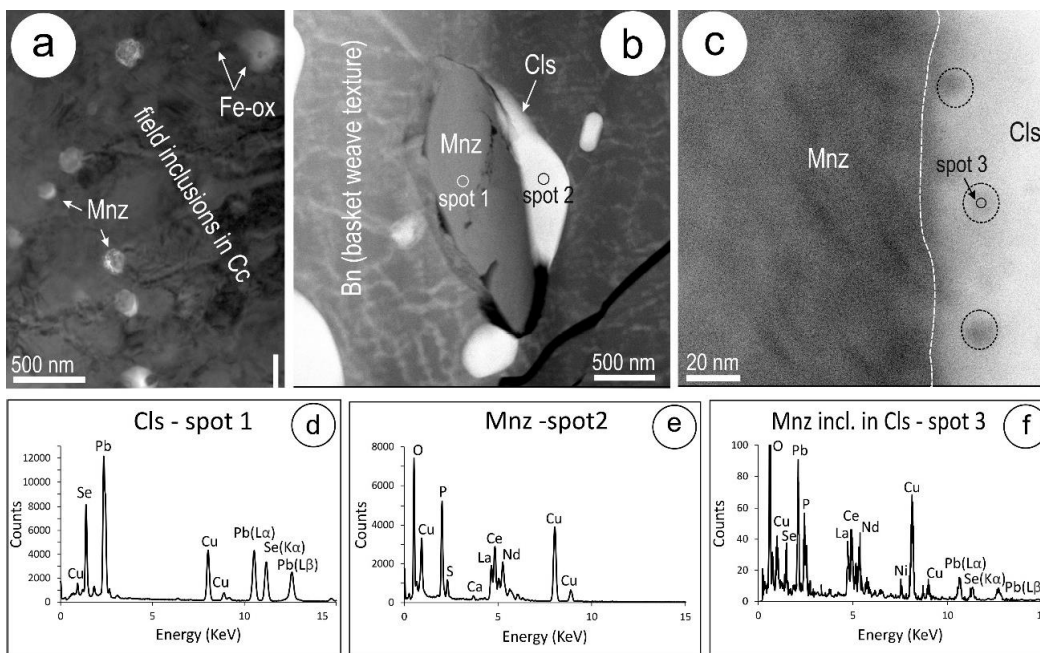 a
Fe-ox
field inclusions in Cc
Mnz
500 nm
b
Bn (basket weave texture)
Cls
Mnz
spot 1
spot 2
500 nm
c
Mnz
Cls
spot 3
20 nm
Cls - spot 1
d
Counts
12000
10000
8000
6000
4000
2000
0
Cu
Se
Pb
Cu
Cu
Pb(Lα)
Se(Kα)
Pb(Lβ)
0
5
10
15
Energy (KeV)
Mnz -spot2
e
Counts
8000
6000
4000
2000
0
O
Cu
P
S
Ca
La
Ce
Nd
Cu
Cu
0
5
10
15
Energy (KeV)
Mnz incl. in Cls - spot 3
f
Counts
100
80
60
40
20
0
O
Cu
Se
Pb
P
La
Ce
Nd
Ni
Cu
Cu
Pb(Lα)
Se(Kα)
Pb(Lβ)
5
10
15
Energy (KeV)